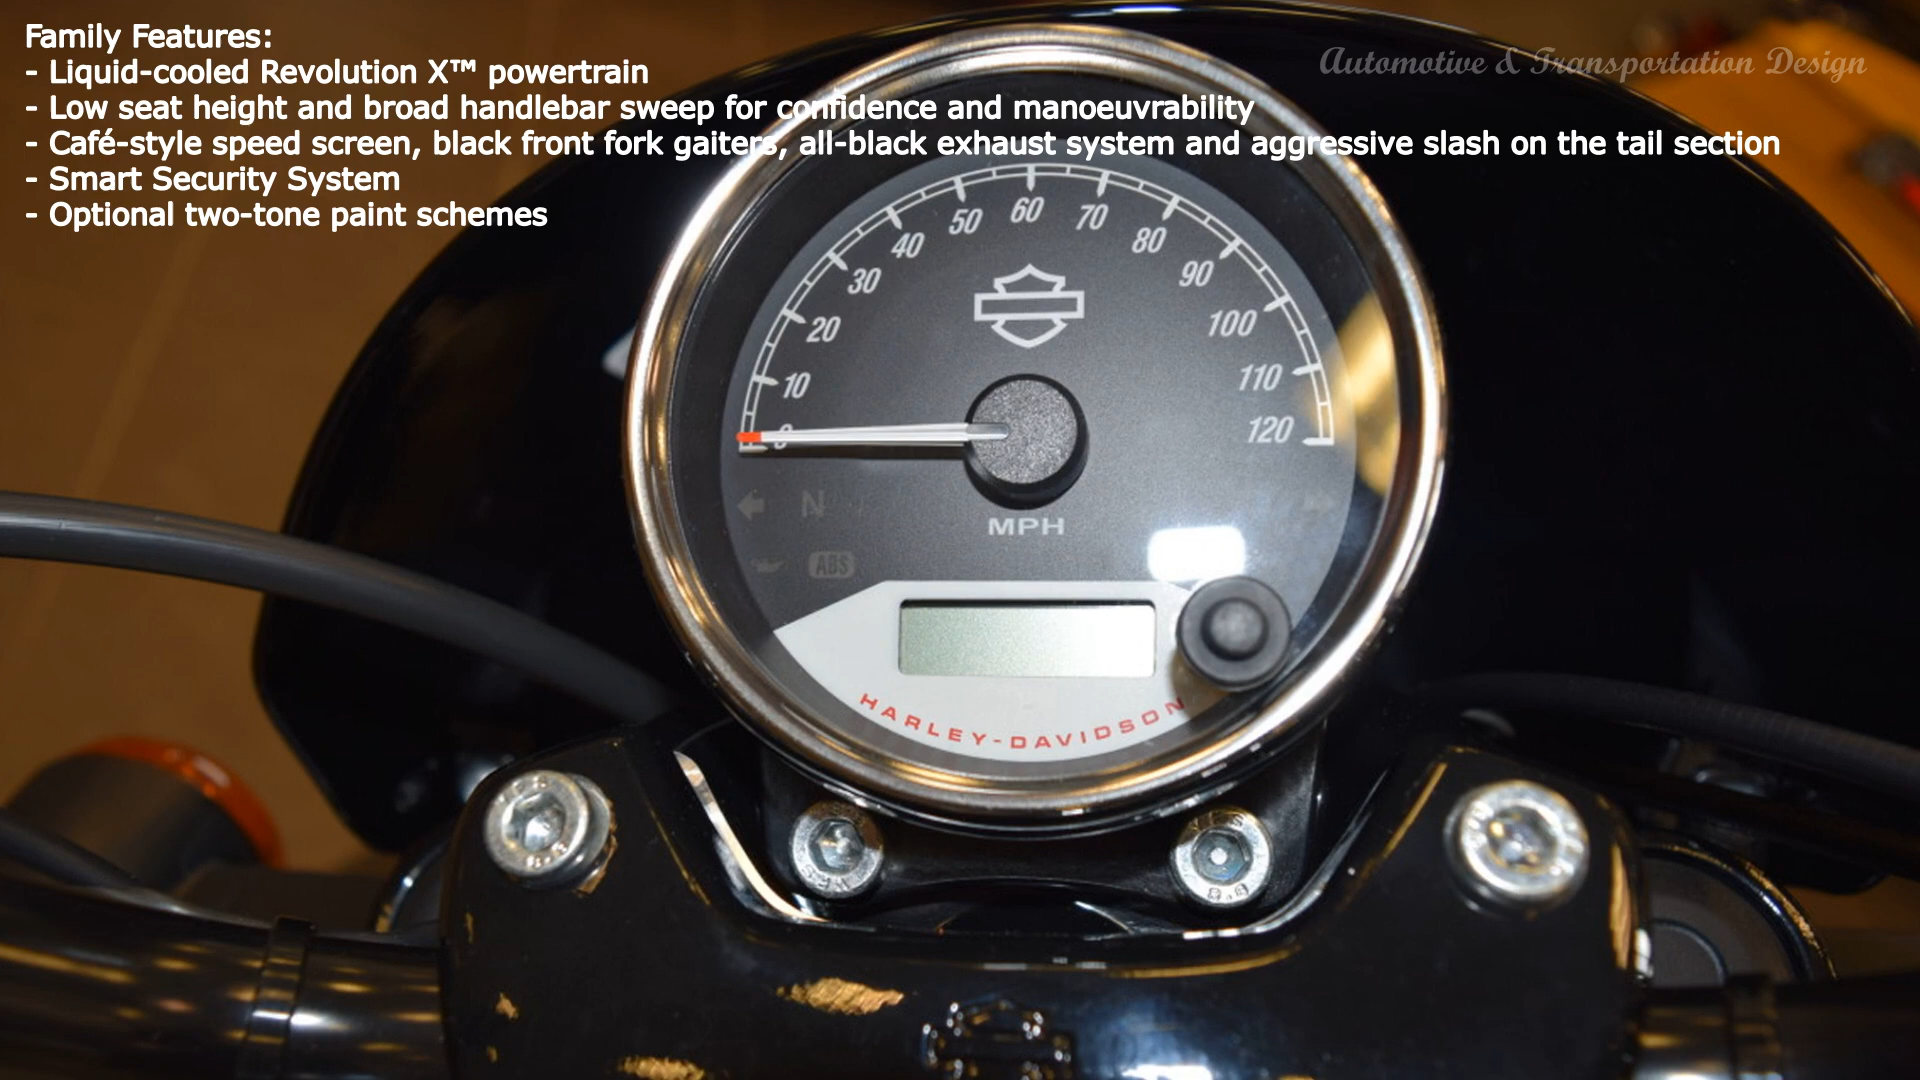 Family Features:
- Liquid-cooled Revolution X™ powertrain
- Low seat height and broad handlebar sweep for confidence and manoeuvrability
- Café-style speed screen, black front fork gaiters, all-black exhaust system and aggressive slash on the tail section
- Smart Security System
- Optional two-tone paint schemes
Automotive & Transportation Design
0
10
20
30
40
50
60
70
80
90
100
110
120
N
MPH
ABS
HARLEY-DAVIDSON
8.8